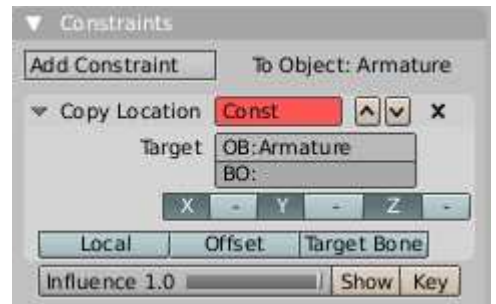 Constraints
Add Constraint To Object: Armature
Copy Location Const X
Target OB:Armature
BO:
X - Y - Z -
Local Offset Target Bone
Influence 1.0 Show Key